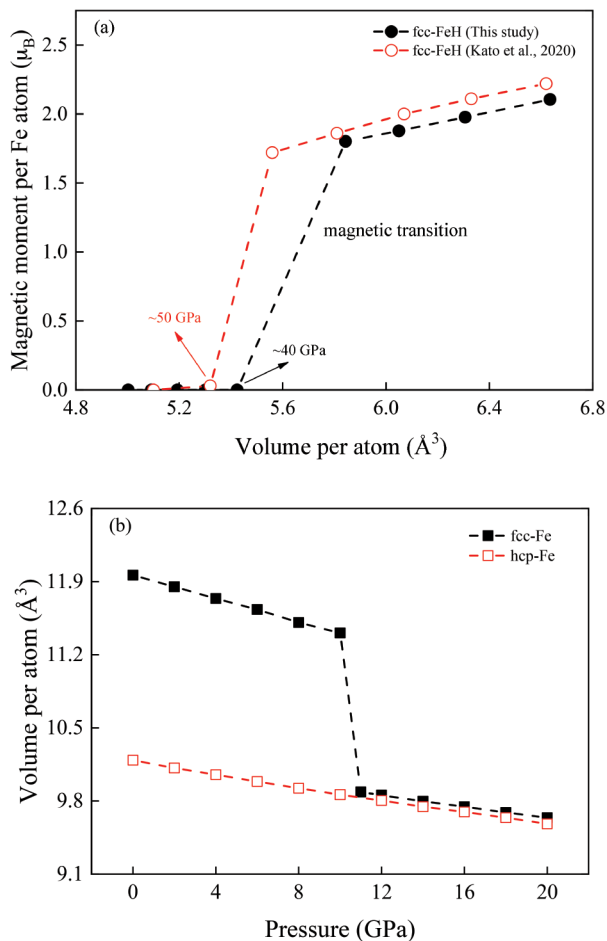 (a)
fcc-FeH (This study)
fcc-FeH (Kato et al., 2020)
Magnetic moment per Fe atom (μB)
2.5
2.0
1.5
1.0
0.5
0.0
magnetic transition
~50 GPa
~40 GPa
4.8 5.2 5.6 6.0 6.4 6.8
Volume per atom (Å³)
(b)
fcc-Fe
hcp-Fe
Volume per atom (Å³)
12.6
11.9
11.2
10.5
9.8
9.1
0 4 8 12 16 20
Pressure (GPa)